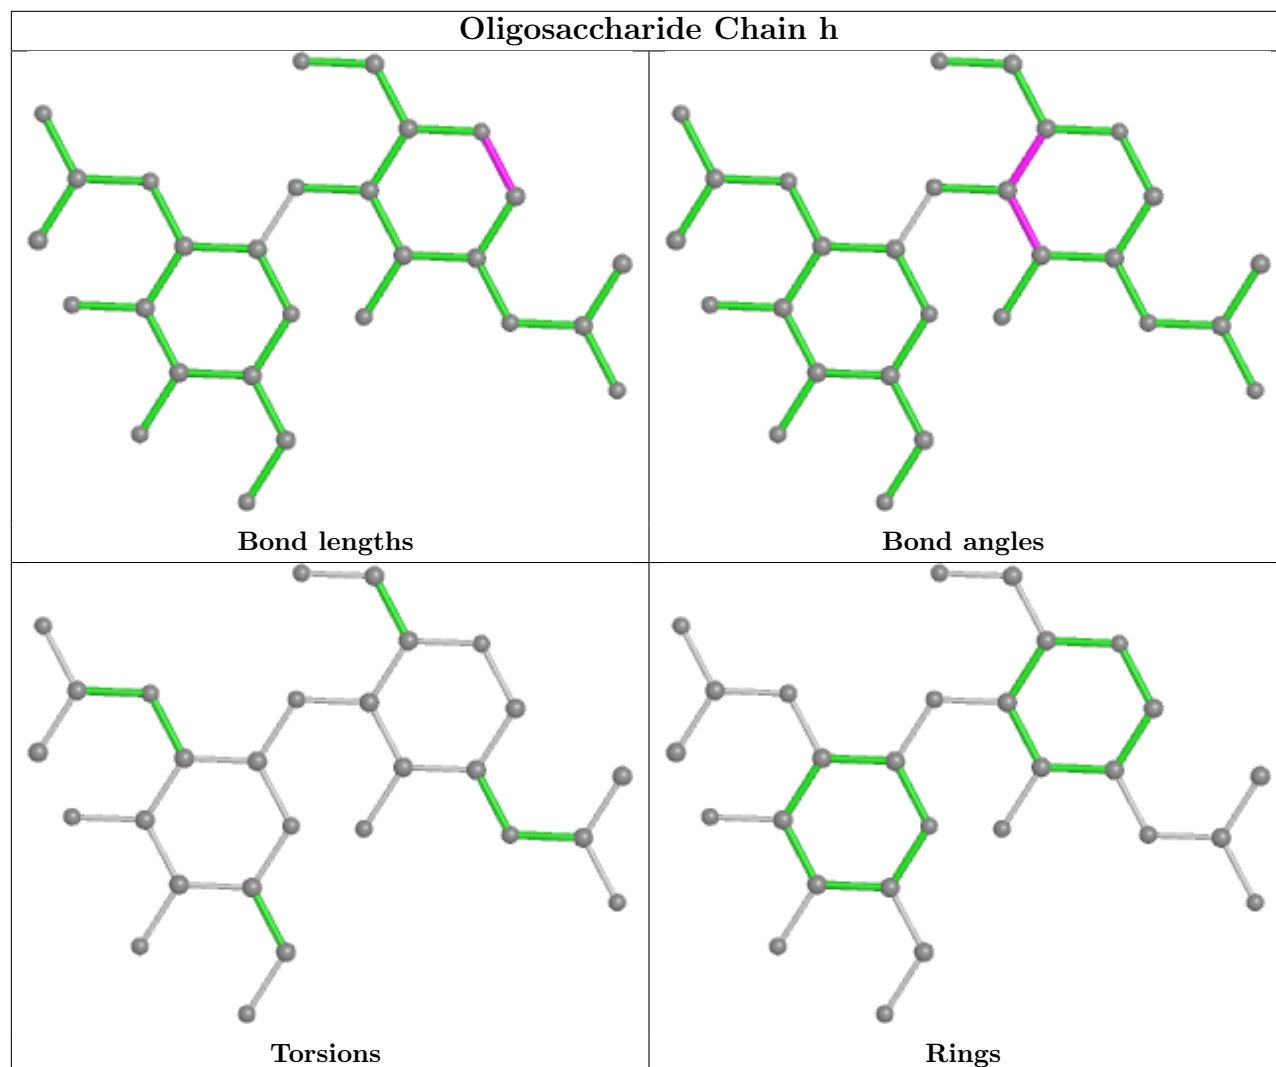 Oligosaccharide Chain h
Bond lengths
Bond angles
Torsions
Rings